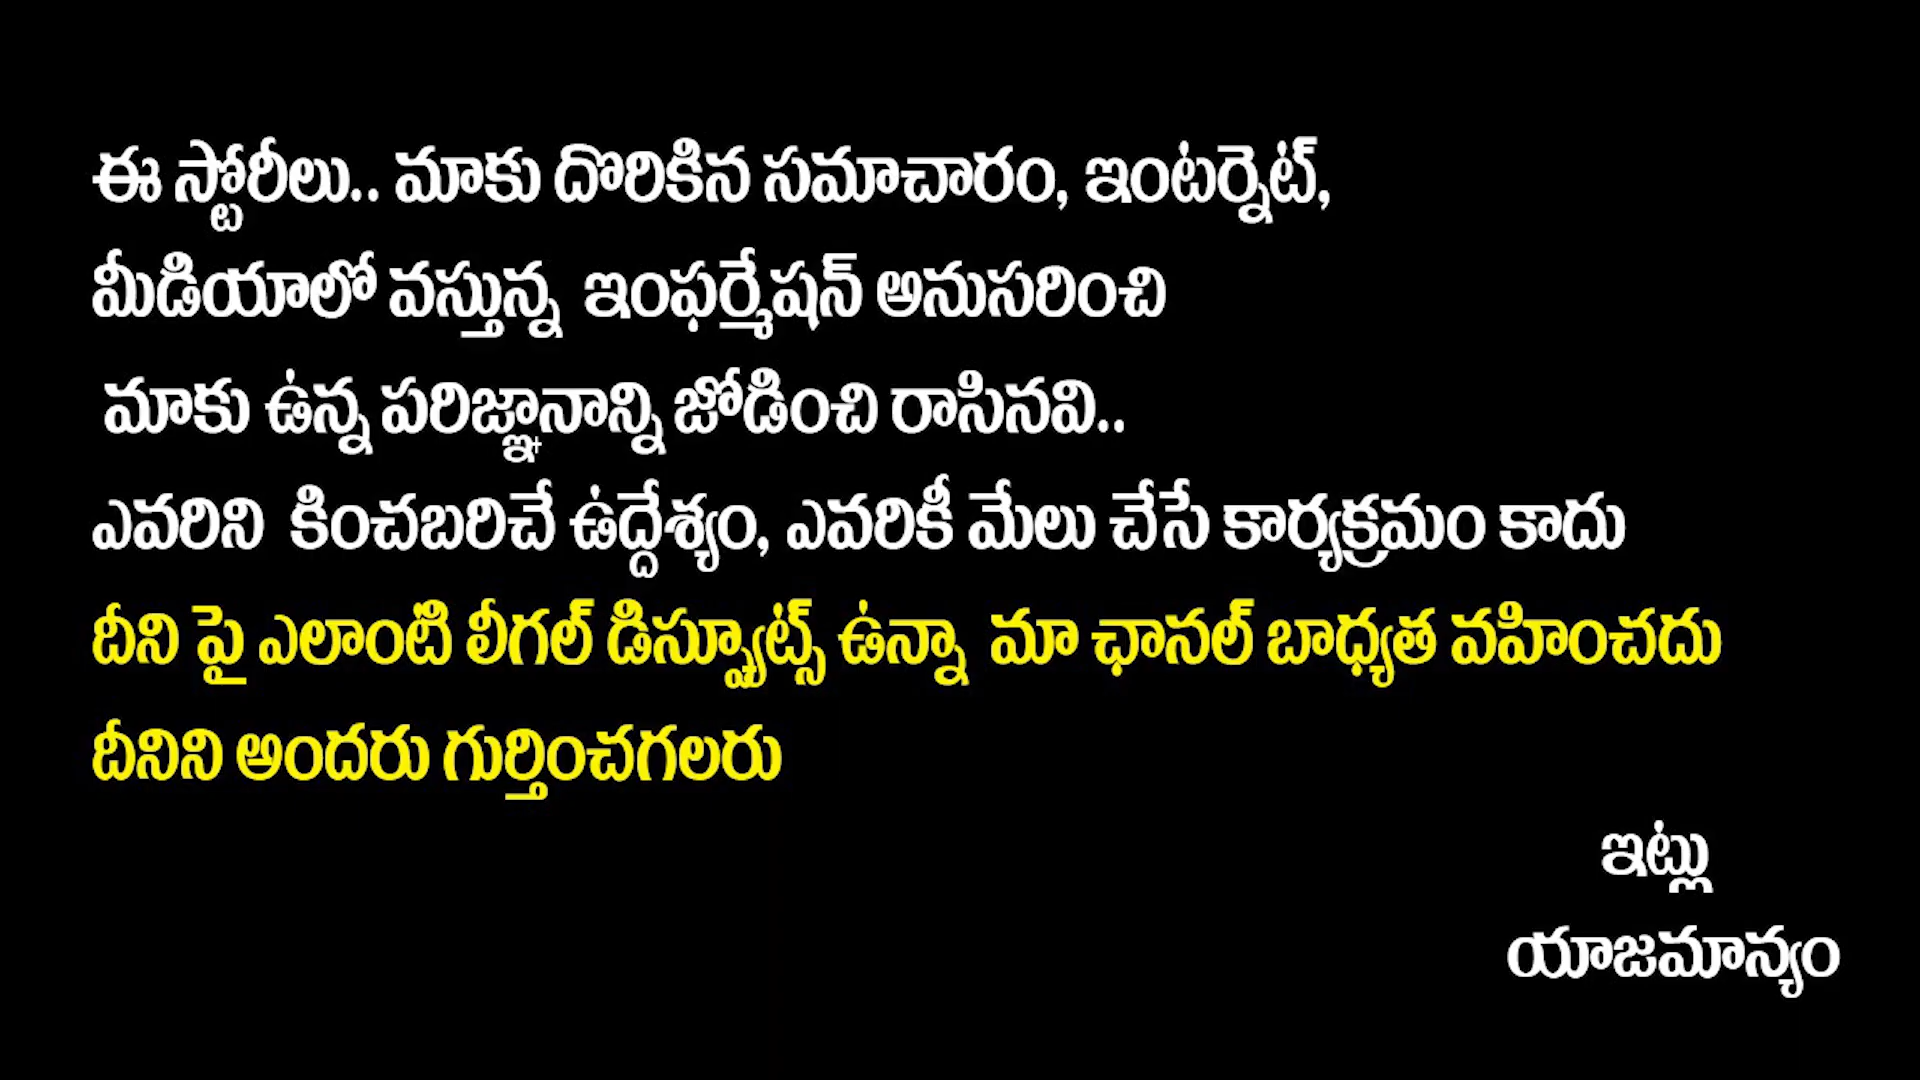 ఈ స్టోరీలు.. మాకు దొరికిన సమాచారం, ఇంటర్నెట్,
మీడియాలో వస్తున్న ఇంఫర్మేషన్ అనుసరించి
మాకు ఉన్న పరిజ్ఞానాన్ని జోడించి రాసినవి..
ఎవరిని కించబరిచే ఉద్దేశ్యం, ఎవరికీ మేలు చేసే కార్యక్రమం కాదు
దీని పై ఎలాంటి లీగల్ డిస్ప్యూట్స్ ఉన్నా మా ఛానల్ బాధ్యత వహించదు
దీనిని అందరు గుర్తించగలరు
ఇట్లు
యాజమాన్యం